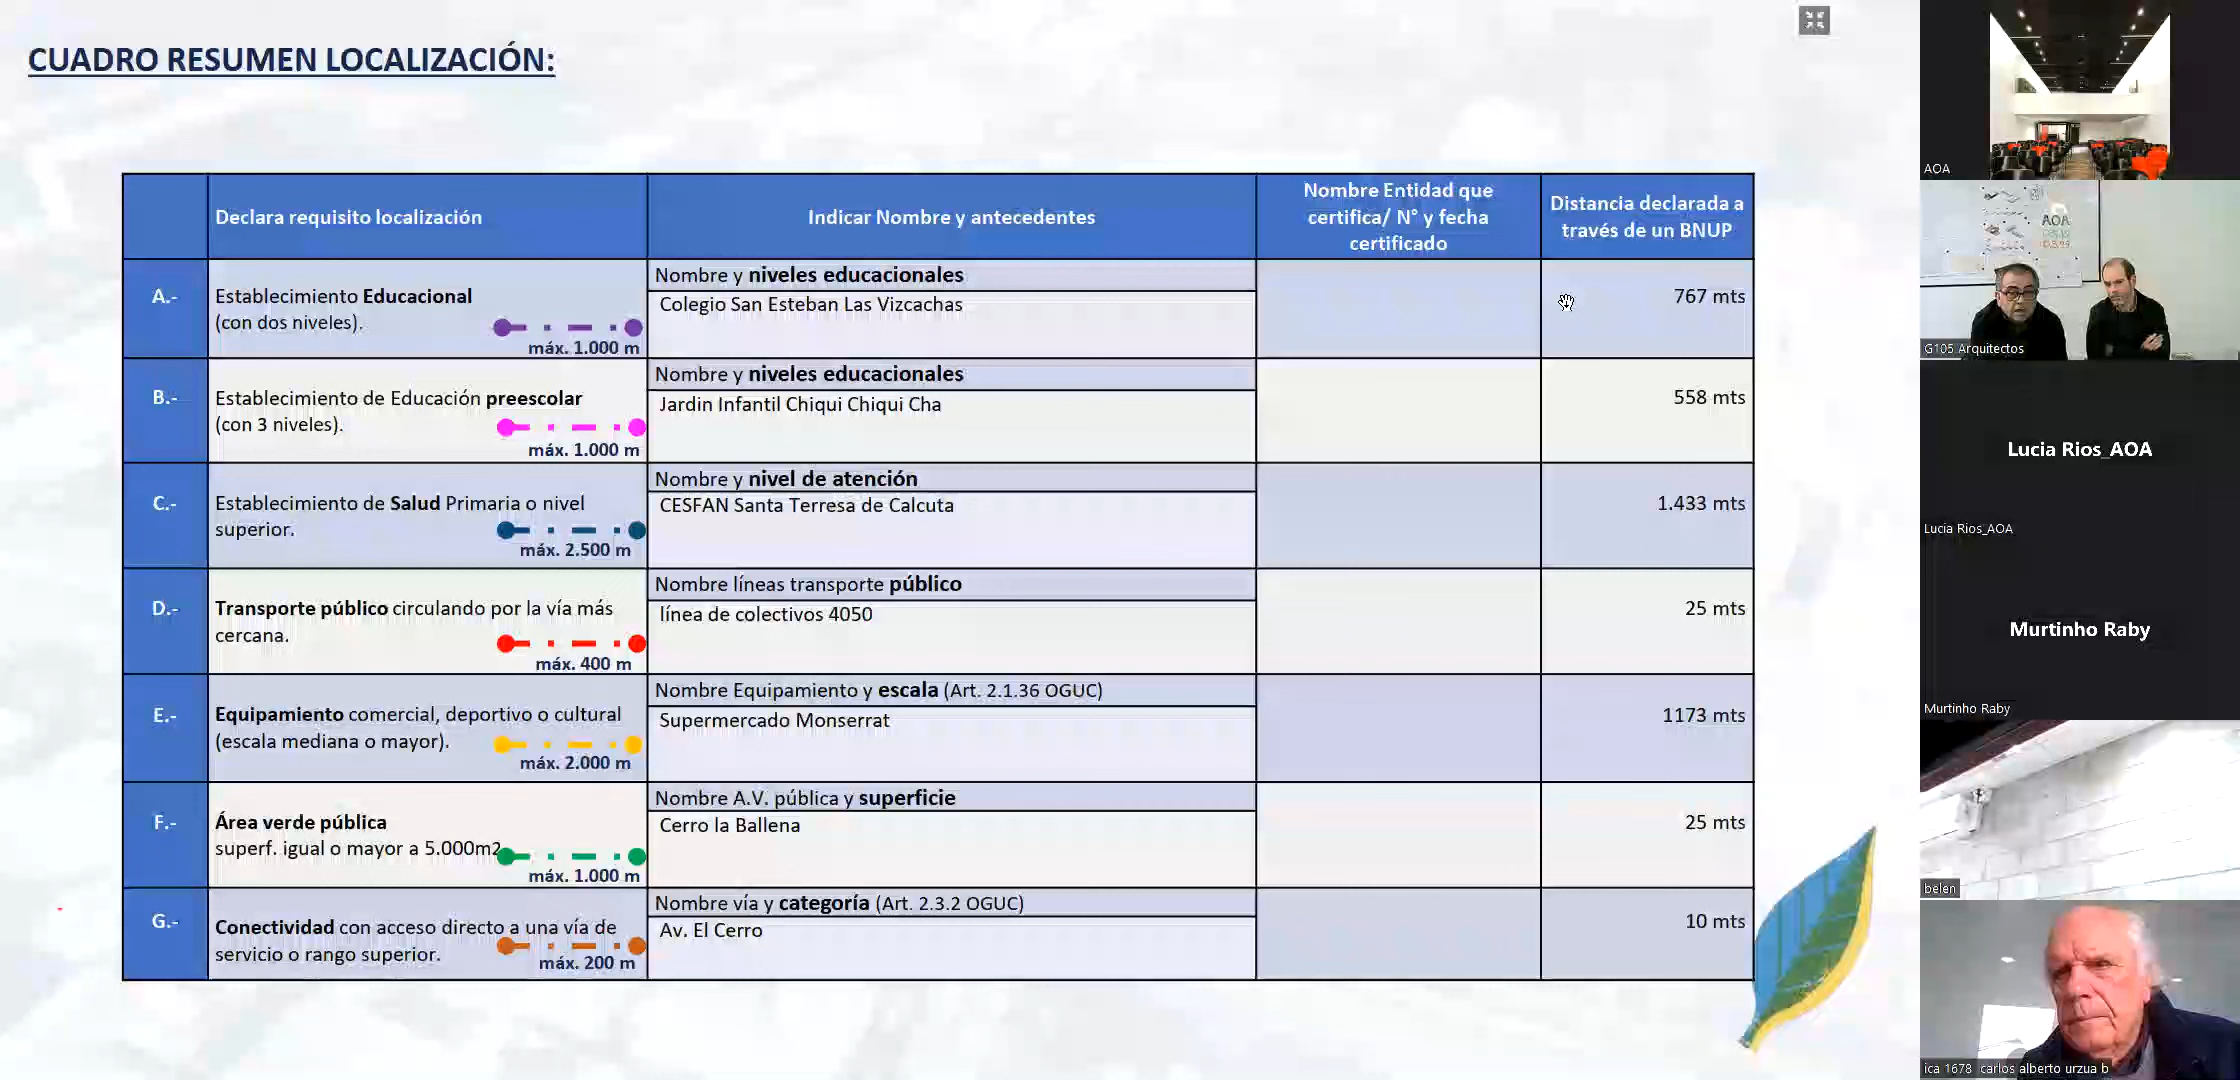 CUADRO RESUMEN LOCALIZACIÓN:
Declara requisito localización
Indicar Nombre y antecedentes
Nombre Entidad que
certifica/ N° y fecha
certificado
Distancia declarada a
través de un BNUP
A.-
Establecimiento Educacional
(con dos niveles).
máx. 1.000 m
Nombre y niveles educacionales
Colegio San Esteban Las Vizcachas
767 mts
B.-
Establecimiento de Educación preescolar
(con 3 niveles).
máx. 1.000 m
Nombre y niveles educacionales
Jardin Infantil Chiqui Chiqui Cha
558 mts
C.-
Establecimiento de Salud Primaria o nivel
superior.
máx. 2.500 m
Nombre y nivel de atención
CESFAN Santa Terresa de Calcuta
1.433 mts
D.-
Transporte público circulando por la vía más
cercana.
máx. 400 m
Nombre líneas transporte público
línea de colectivos 4050
25 mts
E.-
Equipamiento comercial, deportivo o cultural
(escala mediana o mayor).
máx. 2.000 m
Nombre Equipamiento y escala (Art. 2.1.36 OGUC)
Supermercado Monserrat
1173 mts
F.-
Área verde pública
superf. igual o mayor a 5.000m2
máx. 1.000 m
Nombre A.V. pública y superficie
Cerro la Ballena
25 mts
G.-
Conectividad con acceso directo a una vía de
servicio o rango superior.
máx. 200 m
Nombre vía y categoría (Art. 2.3.2 OGUC)
Av. El Cerro
10 mts
AOA
AOA
G105 Arquitectos
Lucia Rios_AOA
Lucia Rios_AOA
Murtinho Raby
Murtinho Raby
belen
ica 1678 carlos alberto urzua b